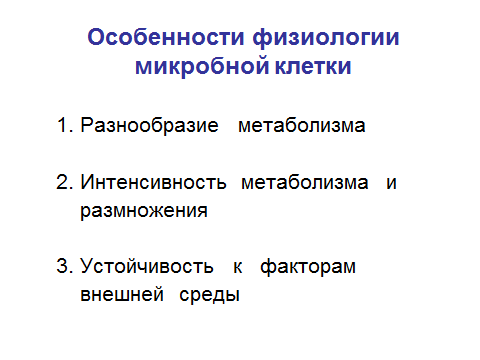 Особенности физиологии
микробной клетки
1. Разнообразие метаболизма
2. Интенсивность метаболизма и
размножения
3. Устойчивость к факторам
внешней среды